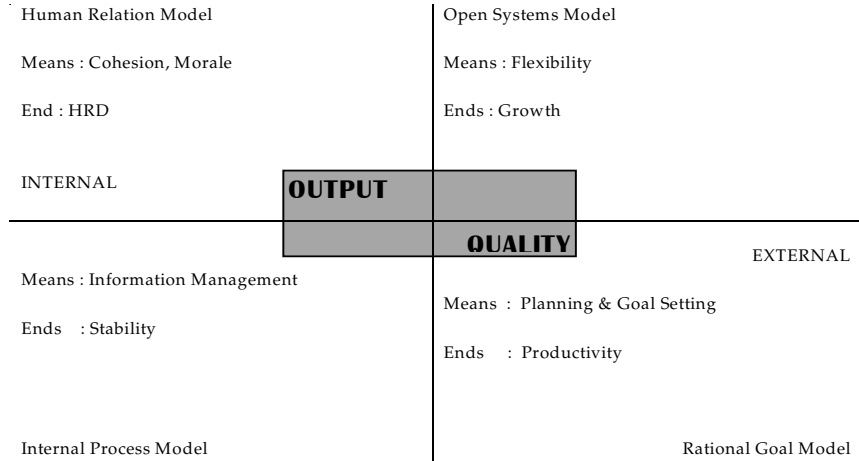 Human Relation Model
Means : Cohesion, Morale
End : HRD
INTERNAL
Open Systems Model
Means : Flexibility
Ends : Growth
OUTPUT
QUALITY
EXTERNAL
Means : Information Management
Ends : Stability
Internal Process Model
Means : Planning & Goal Setting
Ends : Productivity
Rational Goal Model